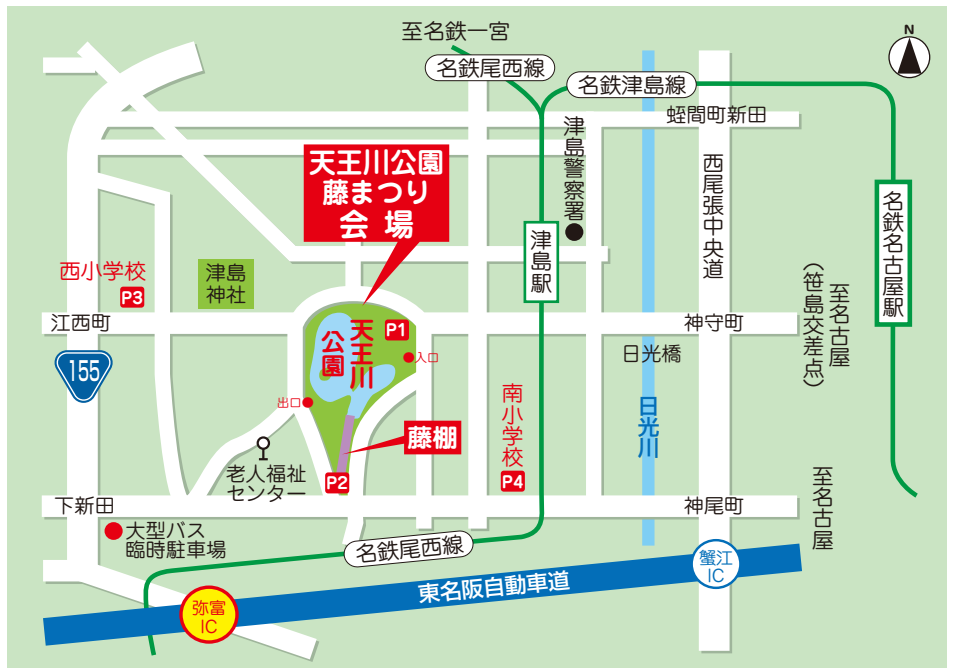 至名鉄一宮
N
名鉄尾西線
名鉄津島線
蛭間町新田
天王川公園
藤まつり
会場
津島警察署
西尾張中央道
名鉄名古屋駅
津島駅
西小学校
P3
津島
神社
江西町
P1
天王川
公園
入口
神守町
至名古屋
（笹島交差点）
155
日光橋
出口
南小学校
P4
日光川
藤棚
老人福祉
センター
P2
下新田
神尾町
至名古屋
大型バス
臨時駐車場
名鉄尾西線
蟹江
IC
東名阪自動車道
弥富
IC